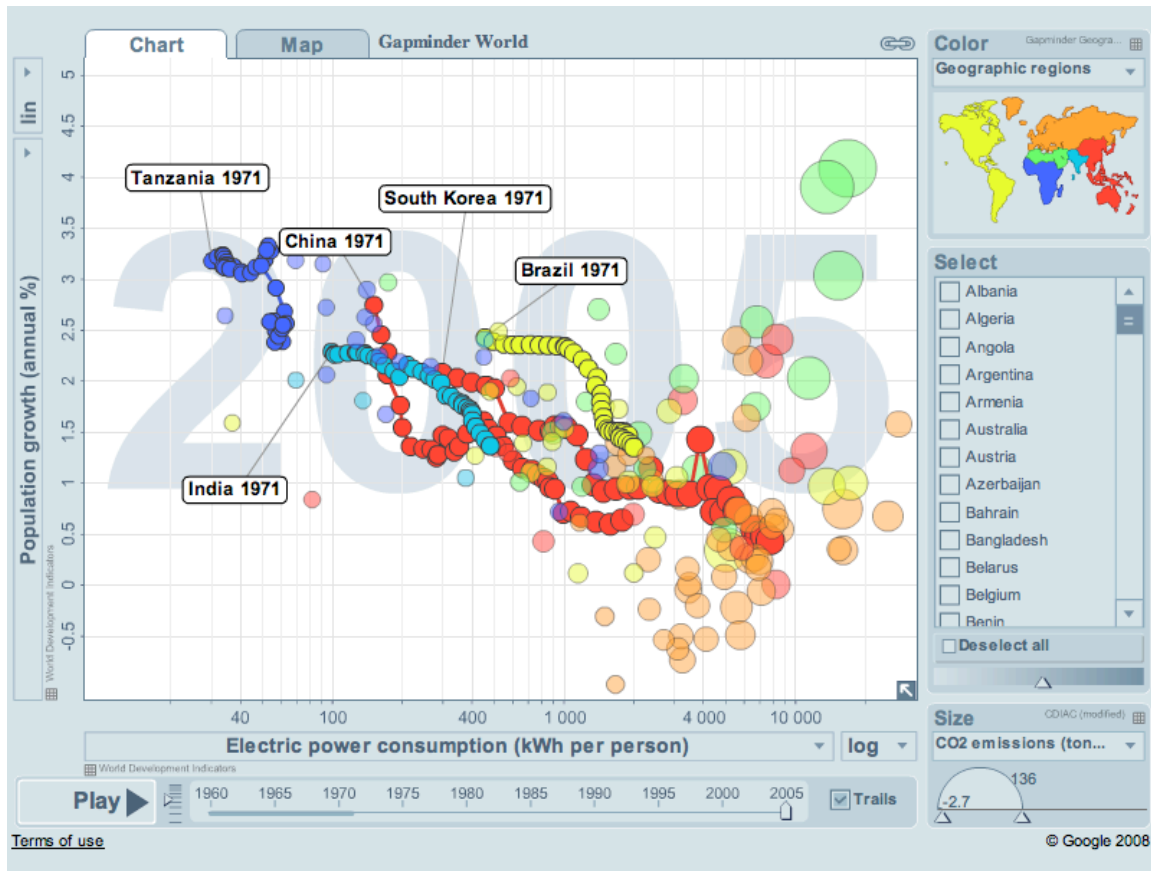 Chart
Map
Gapminder World
Color
Gapminder Geogra...
Geographic regions
5
4.5
4
3.5
3
2.5
2
1.5
1
0.5
0
-0.5
lin
Population growth (annual %)
World Development Indicators
2005
Tanzania 1971
South Korea 1971
China 1971
Brazil 1971
India 1971
Select
Albania
Algeria
Angola
Argentina
Armenia
Australia
Austria
Azerbaijan
Bahrain
Bangladesh
Belarus
Belgium
Benin
Deselect all
40
100
400
1 000
4 000
10 000
Electric power consumption (kWh per person)
log
World Development Indicators
Size
CDIAC (modified)
CO2 emissions (ton...
136
-2.7
Play
1960
1965
1970
1975
1980
1985
1990
1995
2000
2005
Trails
Terms of use
© Google 2008